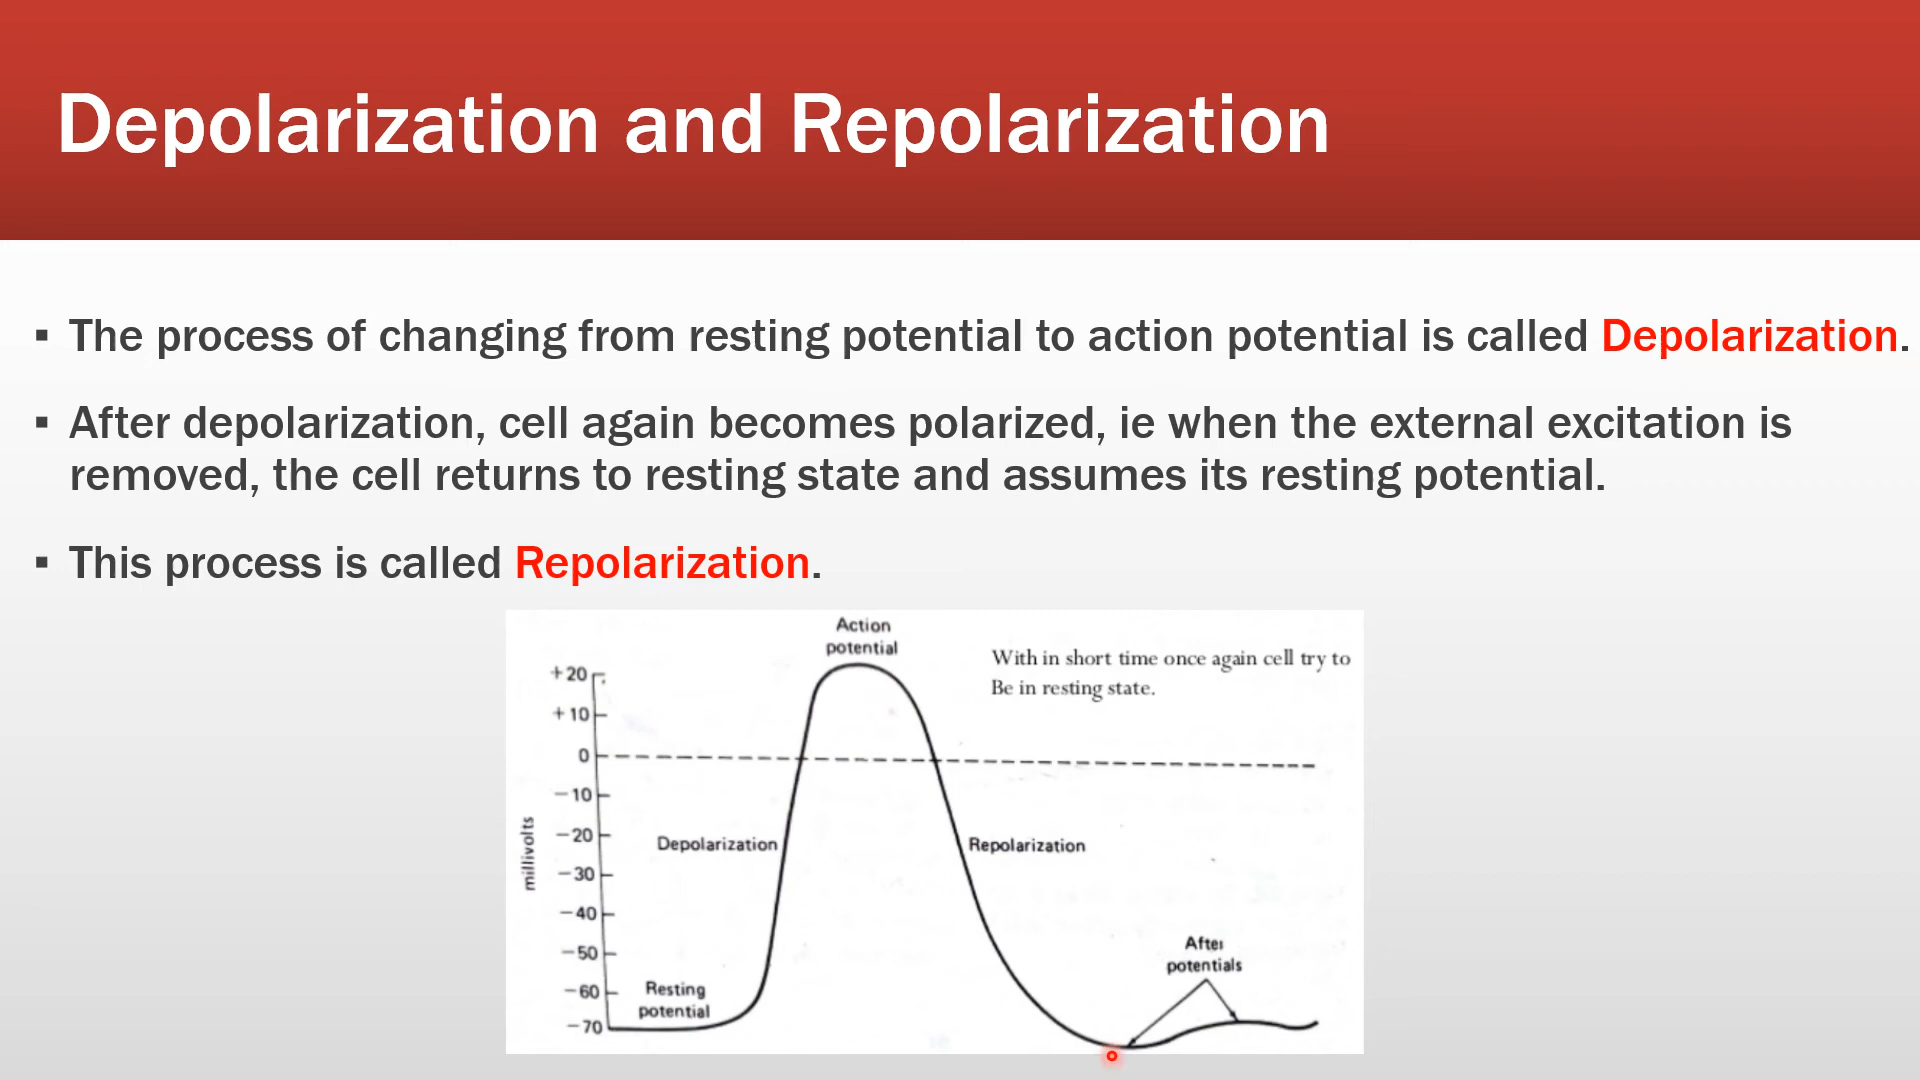 Depolarization and Repolarization
▪ The process of changing from resting potential to action potential is called Depolarization.
▪ After depolarization, cell again becomes polarized, ie when the external excitation is
removed, the cell returns to resting state and assumes its resting potential.
▪ This process is called Repolarization.
Action
potential
With in short time once again cell try to
Be in resting state.
+20
+10
0
−10
−20
−30
−40
−50
−60
−70
millivolts
Depolarization
Repolarization
After
potentials
Resting
potential